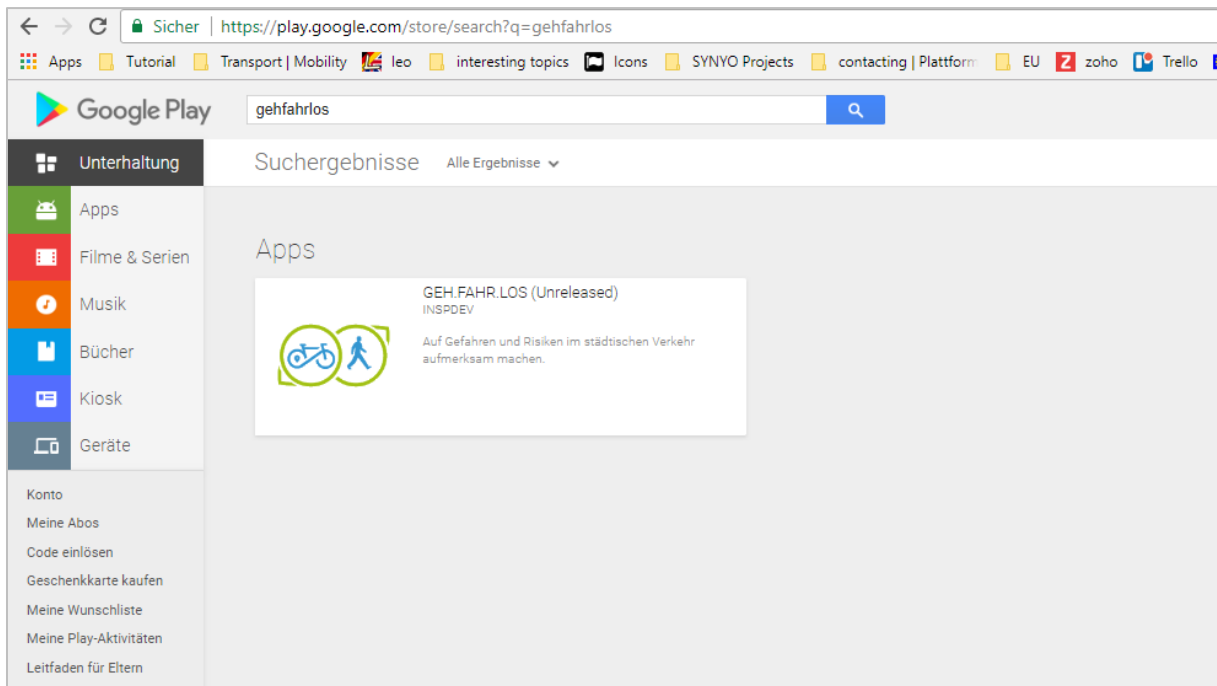 Sicher | https://play.google.com/store/search?q=gehfahrlos
Apps Tutorial Transport | Mobility leo interesting topics Icons SYNYO Projects contacting | Plattform EU Z zoho Trello
Google Play gehfahrlos
Unterhaltung Suchergebnisse Alle Ergebnisse
Apps
Filme & Serien
Musik
Bücher
Kiosk
Geräte
Konto
Meine Abos
Code einlösen
Geschenkkarte kaufen
Meine Wunschliste
Meine Play-Aktivitäten
Leitfaden für Eltern
Apps
GEH.FAHR.LOS (Unreleased)
INSPDEV
Auf Gefahren und Risiken im städtischen Verkehr
aufmerksam machen.